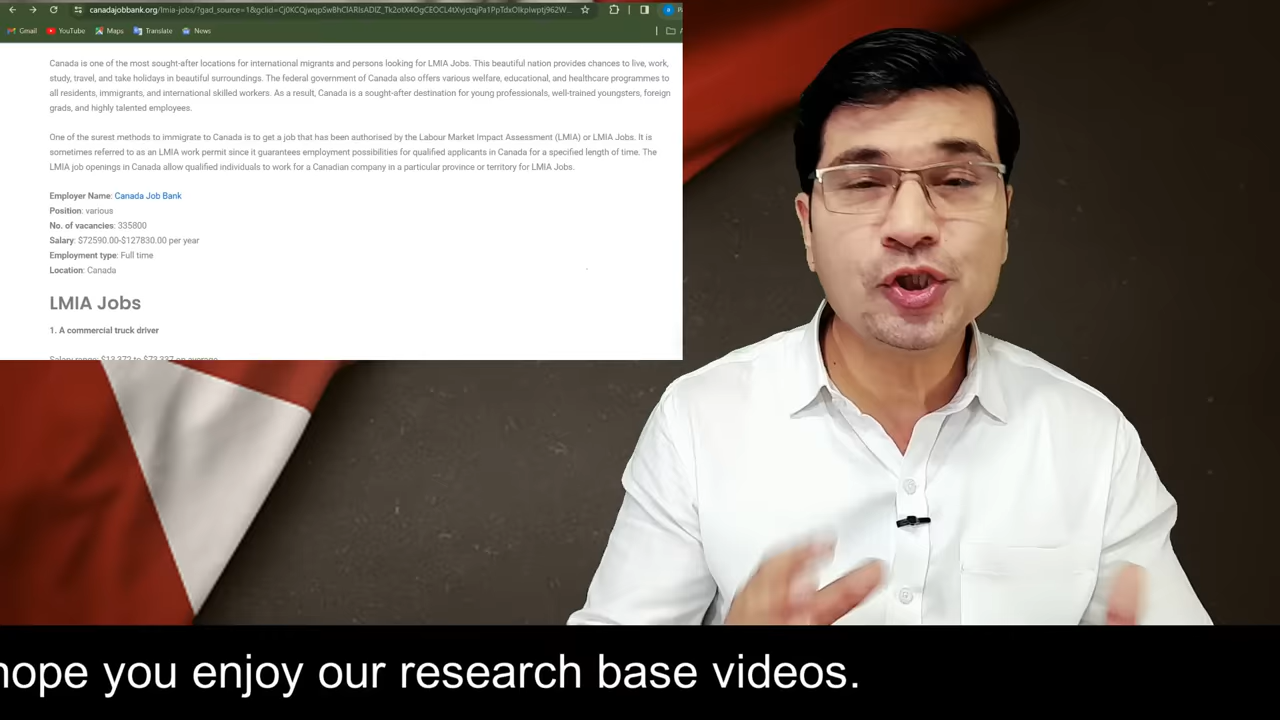 canadajobbank.org/lmia-jobs/?gad_source=1&gclid=
Gmail YouTube Maps Translate News
Canada is one of the most sought-after locations for international migrants and persons looking for LMIA Jobs. This beautiful nation provides chances to live, work,
study, travel, and take holidays in beautiful surroundings. The federal government of Canada also offers various welfare, educational, and healthcare programmes to
all residents, immigrants, and international skilled workers. As a result, Canada is a sought-after destination for young professionals, well-trained youngsters, foreign
grads, and highly talented employees.
One of the surest methods to immigrate to Canada is to get a job that has been authorised by the Labour Market Impact Assessment (LMIA) or LMIA Jobs. It is
sometimes referred to as an LMIA work permit since it guarantees employment possibilities for qualified applicants in Canada for a specified length of time. The
LMIA job openings in Canada allow qualified individuals to work for a Canadian company in a particular province or territory for LMIA Jobs.
Employer Name: Canada Job Bank
Position: various
No. of vacancies: 335800
Salary: $72590.00-$127830.00 per year
Employment type: Full time
Location: Canada
LMIA Jobs
1. A commercial truck driver
Salary range: $13,372 to $73,337 on average
hope you enjoy our research base videos.